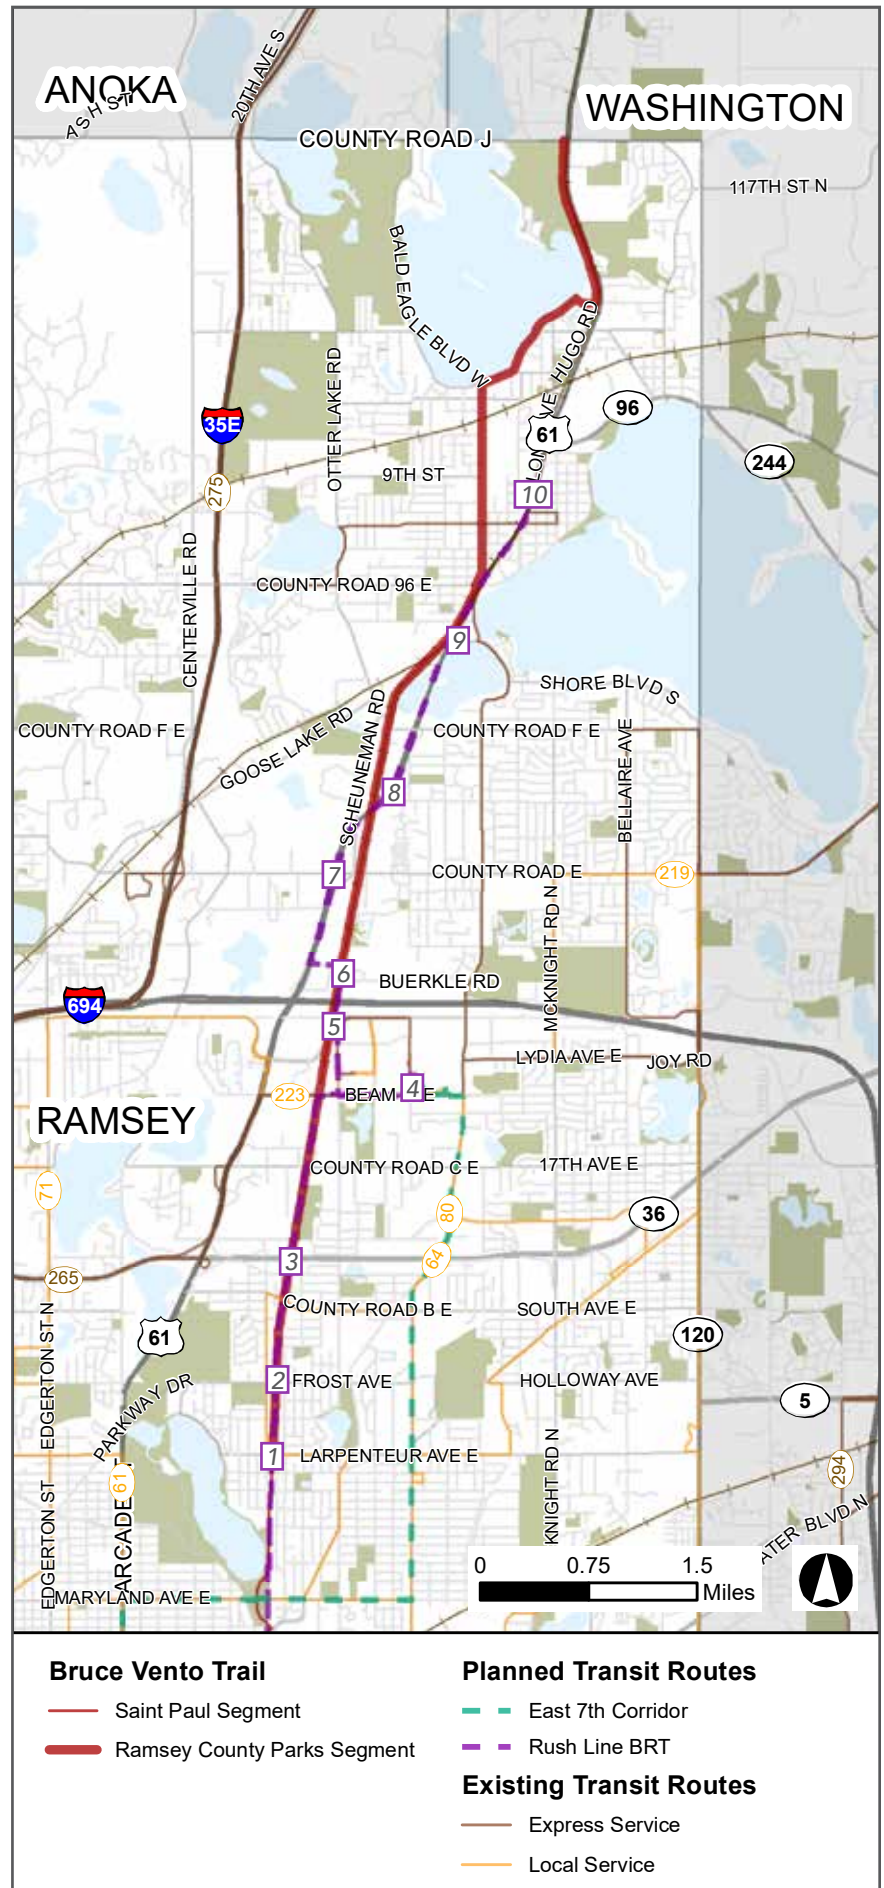 ANOKA
ASH ST
20TH AVE S
WASHINGTON
COUNTY ROAD J
117TH ST N
BALD EAGLE BLVD W
HUGO RD
OTTER LAKE RD
35E
96
61
244
9TH ST
275
10
CENTERVILLE RD
COUNTY ROAD 96 E
9
SHORE BLVD S
COUNTY ROAD F E
GOOSE LAKE RD
SCHEUNEMAN RD
COUNTY ROAD F E
BELLAIRE AVE
8
7
COUNTY ROAD E
219
MCKNIGHT RD N
6
BUERKLE RD
694
5
LYDIA AVE E
JOY RD
4
223
BEAM
E
RAMSEY
COUNTY ROAD C E
17TH AVE E
71
80
36
64
3
265
COUNTY ROAD B E
SOUTH AVE E
61
120
EDGERTON ST N
2
FROST AVE
HOLLOWAY AVE
5
PARKWAY DR
1
LARPENTEUR AVE E
61
KNIGHT RD N
294
ATER BLVD N
EDGERTON ST
ARCADE
MARYLAND AVE E
0 0.75 1.5
Miles
Bruce Vento Trail
Saint Paul Segment
Ramsey County Parks Segment
Planned Transit Routes
East 7th Corridor
Rush Line BRT
Existing Transit Routes
Express Service
Local Service